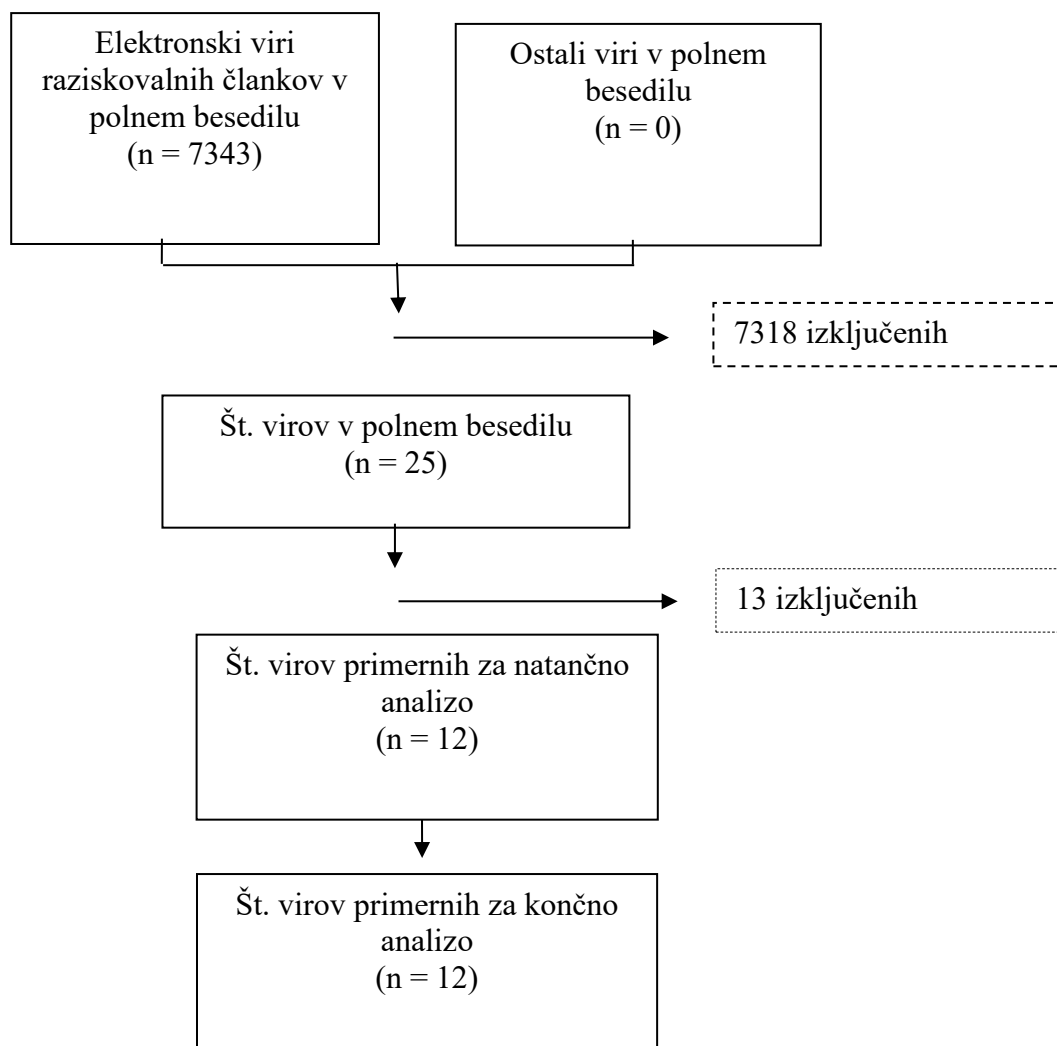 Elektronski viri
raziskovalnih člankov v
polnem besedilu
(n = 7343)
Ostali viri v polnem
besedilu
(n = 0)
7318 izključenih
Št. virov v polnem besedilu
(n = 25)
13 izključenih
Št. virov primernih za natančno
analizo
(n = 12)
Št. virov primernih za končno
analizo
(n = 12)